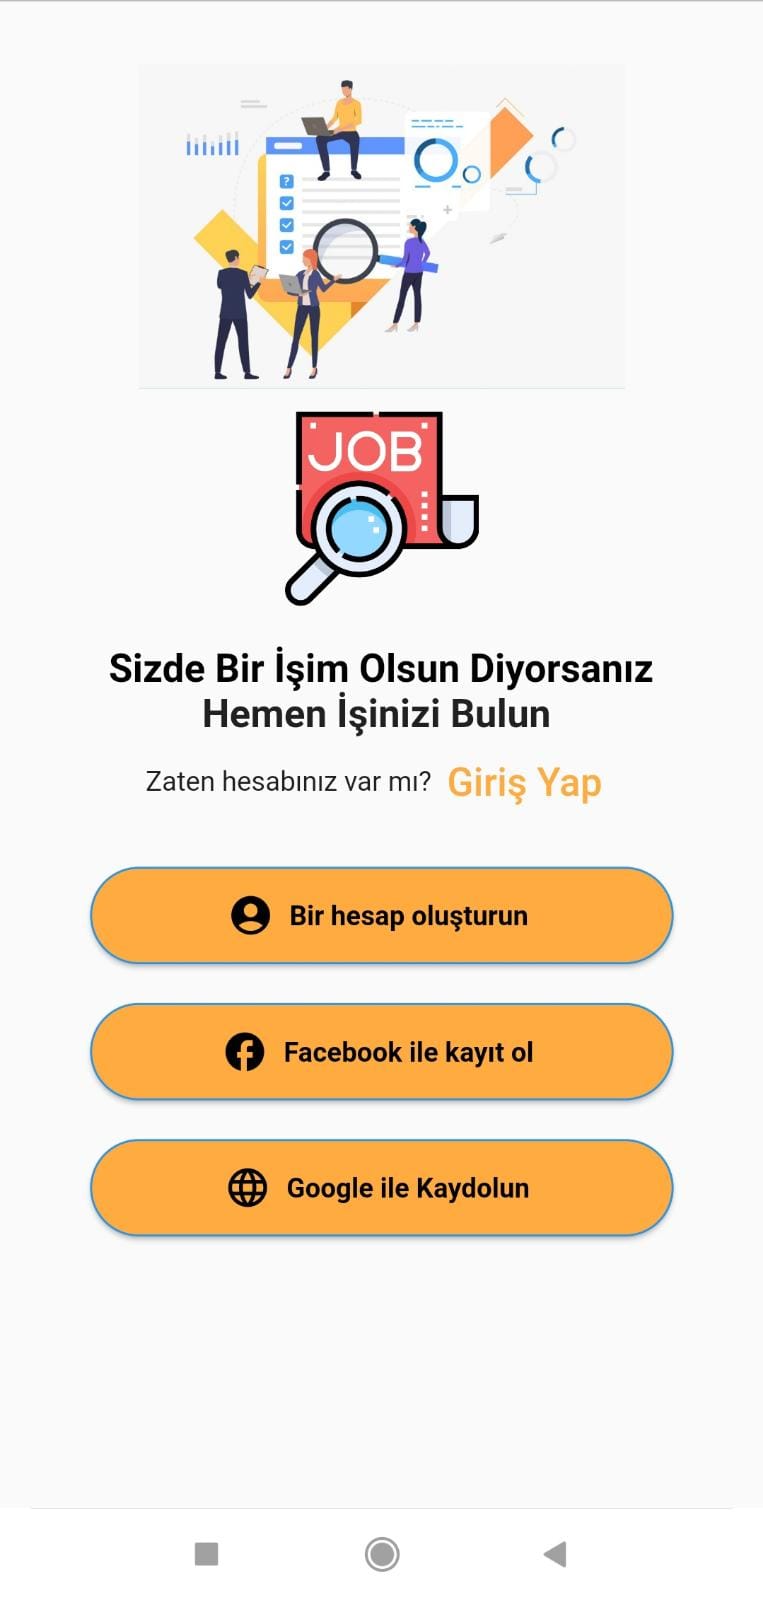 ?
JOB
Sizde Bir İşim Olsun Diyorsanız
Hemen İşinizi Bulun
Zaten hesabınız var mı? Giriş Yap
Bir hesap oluşturun
Facebook ile kayıt ol
Google ile Kaydolun